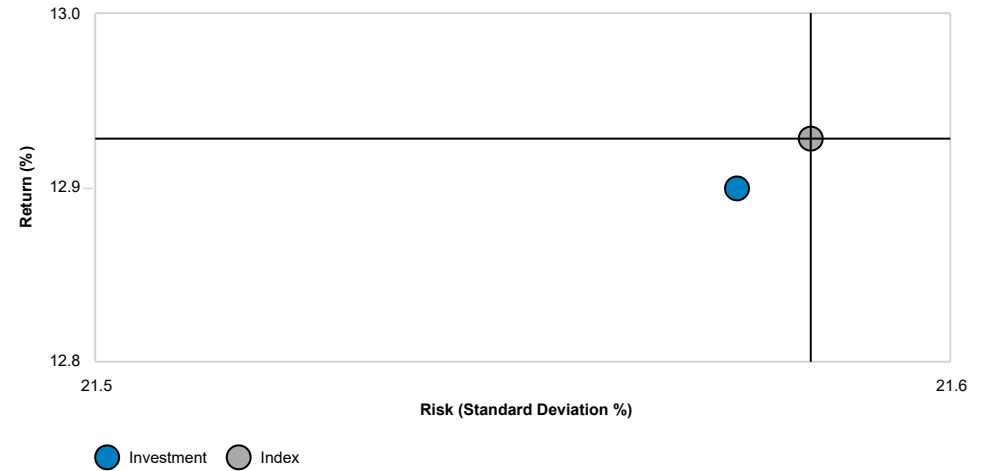 13.0
Return (%)
12.9
12.8
21.5
21.6
Risk (Standard Deviation %)
Investment
Index